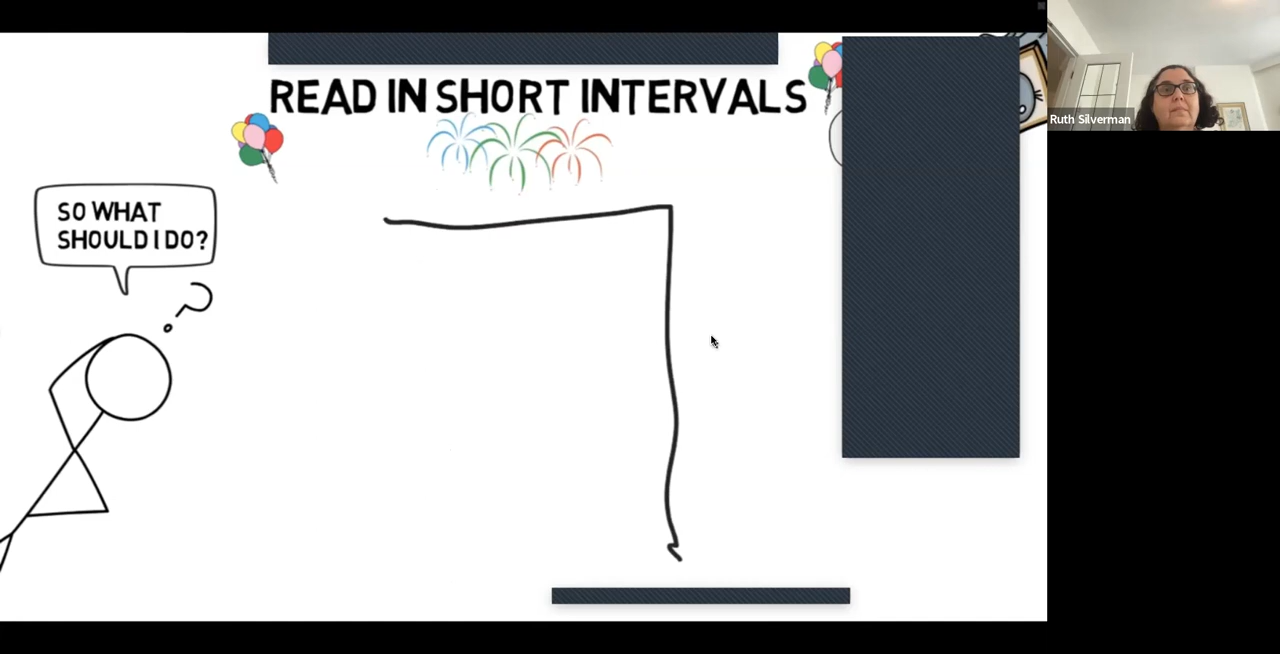 READ IN SHORT INTERVALS
SO WHAT
SHOULD I DO?
Ruth Silverman